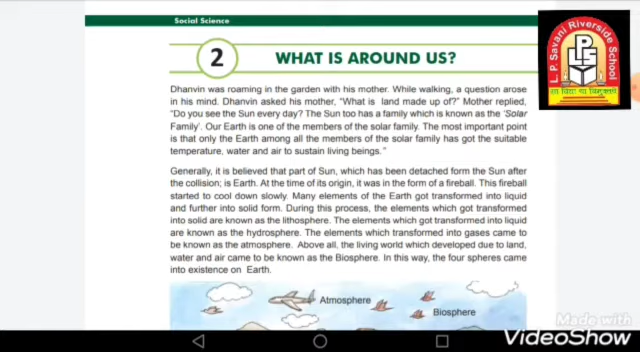 Social Science
2
WHAT IS AROUND US?
Dhanvin was roaming in the garden with his mother. While walking, a question arose
in his mind. Dhanvin asked his mother, “What is land made up of?” Mother replied,
“Do you see the Sun every day? The Sun too has a family which is known as the ‘Solar
Family’. Our Earth is one of the members of the solar family. The most important point
is that only the Earth among all the members of the solar family has got the suitable
temperature, water and air to sustain living beings.”
Generally, it is believed that part of Sun, which has been detached form the Sun after
the collision; is Earth. At the time of its origin, it was in the form of a fireball. This fireball
started to cool down slowly. Many elements of the Earth got transformed into liquid
and further into solid form. During this process, the elements which got transformed
into solid are known as the lithosphere. The elements which got transformed into liquid
are known as the hydrosphere. The elements which transformed into gases came to
be known as the atmosphere. Above all, the living world which developed due to land,
water and air came to be known as the Biosphere. In this way, the four spheres came
into existence on Earth.
Atmosphere
Biosphere
L. P. Savani Riverside School
PLSV
Made with
VideoShow